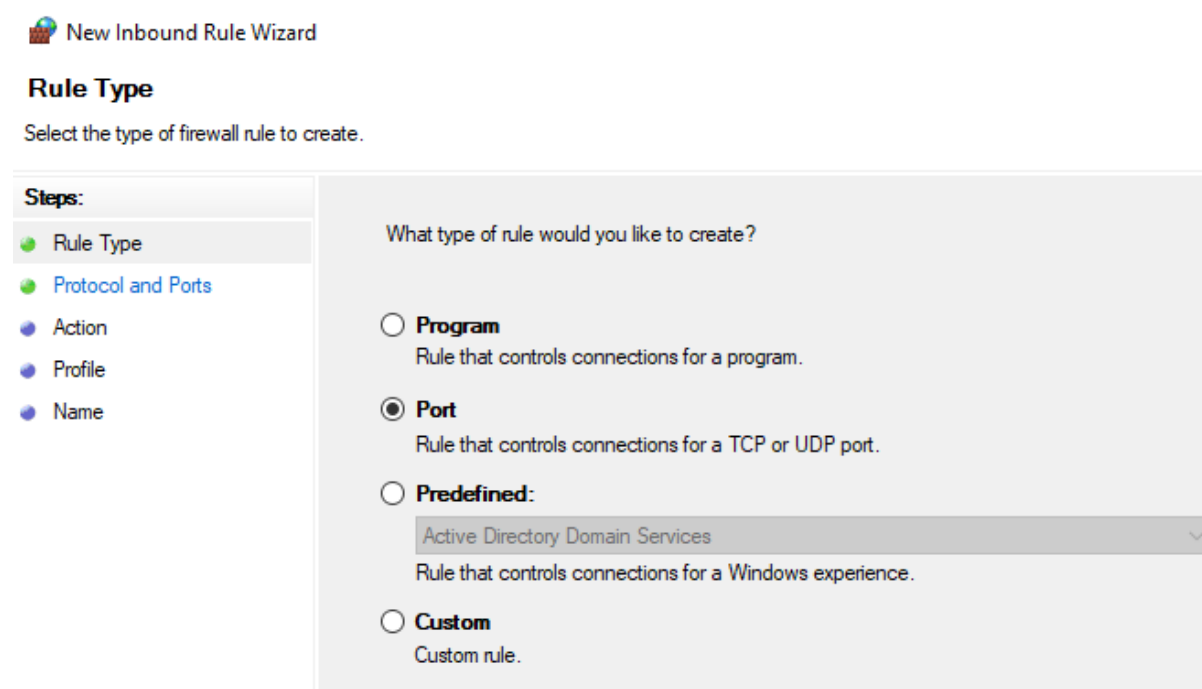 New Inbound Rule Wizard
Rule Type
Select the type of firewall rule to create.
Steps:
Rule Type
Protocol and Ports
Action
Profile
Name
What type of rule would you like to create?
Program
Rule that controls connections for a program.
Port
Rule that controls connections for a TCP or UDP port.
Predefined:
Active Directory Domain Services
Rule that controls connections for a Windows experience.
Custom
Custom rule.